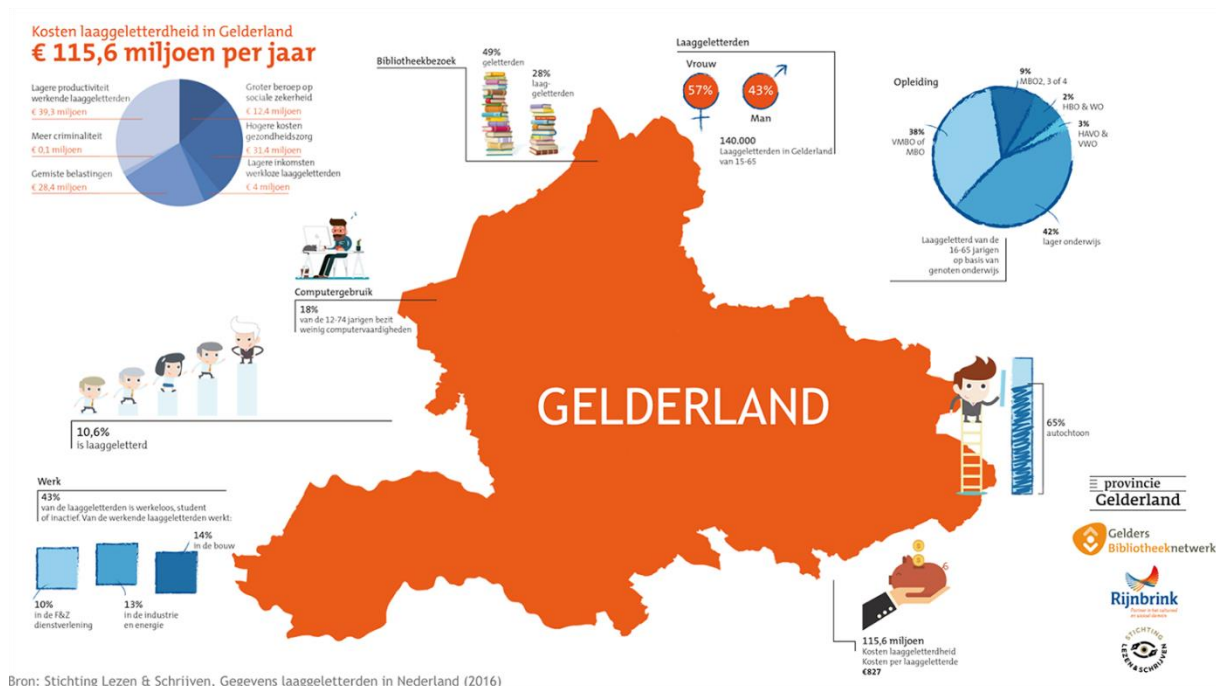 Kosten laaggeletterdheid in Gelderland
€ 115,6 miljoen per jaar
Lagere productiviteit
werkende laaggeletterden
€ 39,3 miljoen
Meer criminaliteit
€ 0,1 miljoen
Gemiste belastingen
€ 28,4 miljoen
Groter beroep op
sociale zekerheid
€ 12,4 miljoen
Hogere kosten
gezondheidszorg
€ 31,4 miljoen
Lagere inkomsten
werkloze laaggeletterden
€ 4 miljoen
Bibliotheekbezoek
49%
geletterden
28%
laag-
geletterden
Laaggeletterden
Vrouw
57%
43%
Man
140.000
Laaggeletterden in Gelderland
van 15-65
Opleiding
9%
MBO2, 3 of 4
2%
HBO & WO
3%
HAVO &
VWO
38%
VMBO of
MBO
42%
lager onderwijs
Laaggeletterd van de
16-65 jarigen
op basis van
genoten onderwijs
Computergebruik
18%
van de 12-74 jarigen bezit
weinig computervaardigheden
10,6%
is laaggeletterd
GELDERLAND
65%
autochtoon
Werk
43%
van de laaggeletterden is werkeloos, student
of inactief. Van de werkende laaggeletterden werkt:
10%
in de F&Z
dienstverlening
13%
in de industrie
en energie
14%
in de bouw
6
115,6 miljoen
Kosten laaggeletterdheid
Kosten per laaggeletterde
€827
provincie
Gelderland
Gelders
Bibliotheeknetwerk
Rijnbrink
Partner in het cultureel
en sociaal domein
STICHTING
LEZEN & SCHRIJVEN
Bron: Stichting Lezen & Schrijven, Gegevens laaggeletterden in Nederland (2016)